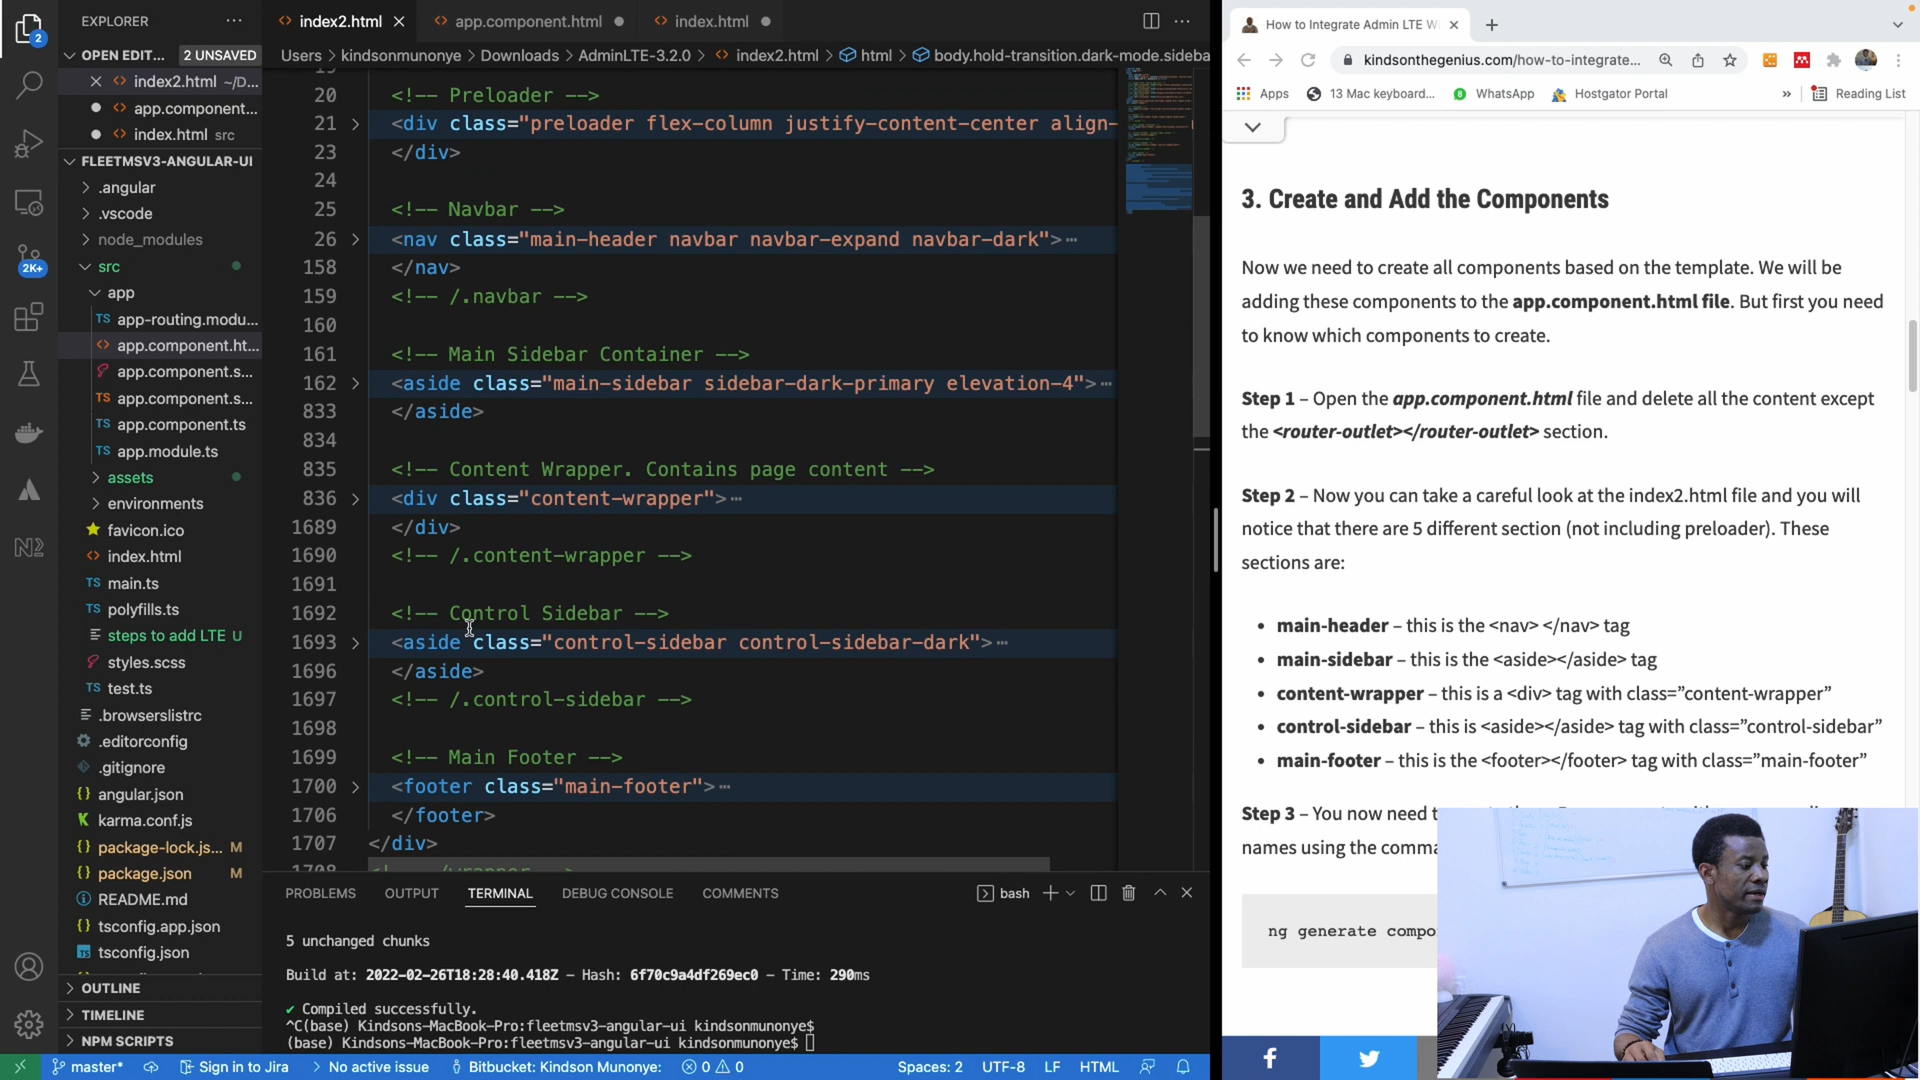 EXPLORER
OPEN EDIT... 2 UNSAVED
index2.html ~/D...
app.component...
index.html src
FLEETMSV3-ANGULAR-UI
.angular
.vscode
node_modules
src
app
app-routing.modu...
app.component.ht...
app.component.s...
app.component.s...
app.component.ts
app.module.ts
assets
environments
favicon.ico
index.html
main.ts
polyfills.ts
steps to add LTE U
styles.scss
test.ts
.browserslistrc
.editorconfig
.gitignore
angular.json
karma.conf.js
package-lock.js... M
package.json M
README.md
tsconfig.app.json
tsconfig.json
OUTLINE
TIMELINE
NPM SCRIPTS
2
2K+
index2.html app.component.html index.html
Users > kindsonmunonye > Downloads > AdminLTE-3.2.0 > index2.html > html > body.hold-transition.dark-mode.sideba
20 <!-- Preloader -->
21 <div class="preloader flex-column justify-content-center align-
23 </div>
24
25 <!-- Navbar -->
26 <nav class="main-header navbar navbar-expand navbar-dark">
158 </nav>
159 <!-- /.navbar -->
160
161 <!-- Main Sidebar Container -->
162 <aside class="main-sidebar sidebar-dark-primary elevation-4">
833 </aside>
834
835 <!-- Content Wrapper. Contains page content -->
836 <div class="content-wrapper">
1689 </div>
1690 <!-- /.content-wrapper -->
1691
1692 <!-- Control Sidebar -->
1693 <aside class="control-sidebar control-sidebar-dark">
1696 </aside>
1697 <!-- /.control-sidebar -->
1698
1699 <!-- Main Footer -->
1700 <footer class="main-footer">
1706 </footer>
1707 </div>
PROBLEMS OUTPUT TERMINAL DEBUG CONSOLE COMMENTS bash
5 unchanged chunks
Build at: 2022-02-26T18:28:40.418Z - Hash: 6f70c9a4df269ec0 - Time: 290ms
✔ Compiled successfully.
^C(base) Kindsons-MacBook-Pro:fleetmsv3-angular-ui kindsonmunonye$
(base) Kindsons-MacBook-Pro:fleetmsv3-angular-ui kindsonmunonye$
master* Sign in to Jira No active issue Bitbucket: Kindson Munonye: 0 0 Spaces: 2 UTF-8 LF HTML
How to Integrate Admin LTE W
kindsonthegenius.com/how-to-integrate...
Apps 13 Mac keyboard... WhatsApp Hostgator Portal » Reading List
3. Create and Add the Components
Now we need to create all components based on the template. We will be
adding these components to the app.component.html file. But first you need
to know which components to create.
Step 1 – Open the app.component.html file and delete all the content except
the <router-outlet></router-outlet> section.
Step 2 – Now you can take a careful look at the index2.html file and you will
notice that there are 5 different section (not including preloader). These
sections are:
• main-header – this is the <nav> </nav> tag
• main-sidebar – this is the <aside></aside> tag
• content-wrapper – this is a <div> tag with class=”content-wrapper”
• control-sidebar – this is <aside></aside> tag with class=”control-sidebar”
• main-footer – this is the <footer></footer> tag with class=”main-footer”
Step 3 – You now need
names using the comma
ng generate compo